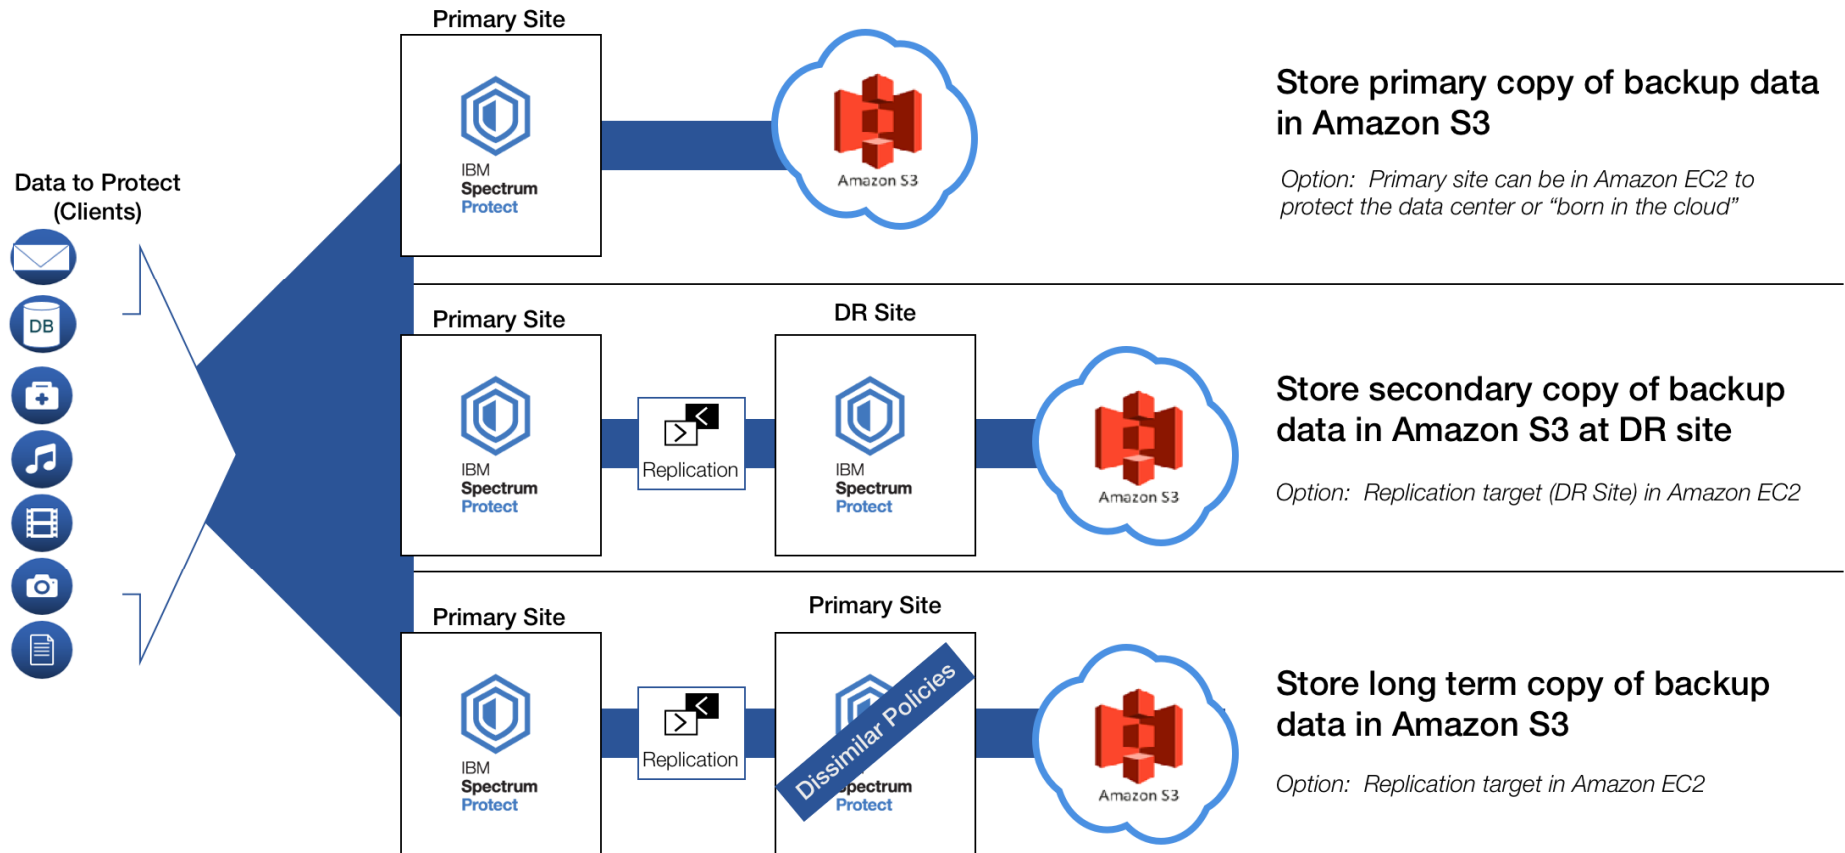 Data to Protect
(Clients)
DB
Primary Site
IBM
Spectrum
Protect
Amazon S3
Store primary copy of backup data
in Amazon S3
Option:  Primary site can be in Amazon EC2 to
protect the data center or “born in the cloud”
Primary Site
IBM
Spectrum
Protect
Replication
DR Site
IBM
Spectrum
Protect
Amazon S3
Store secondary copy of backup
data in Amazon S3 at DR site
Option:  Replication target (DR Site) in Amazon EC2
Primary Site
IBM
Spectrum
Protect
Replication
Primary Site
Dissimilar Policies
Spectrum
Protect
Amazon S3
Store long term copy of backup
data in Amazon S3
Option:  Replication target in Amazon EC2